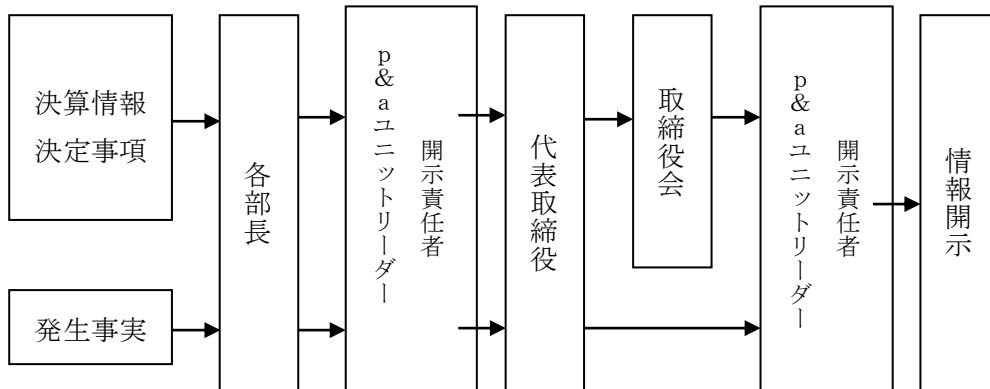 決算情報
決定事項
発生事実
各部長
開示責任者
p&aユニットリーダー
代表取締役
取締役会
開示責任者
p&aユニットリーダー
情報開示